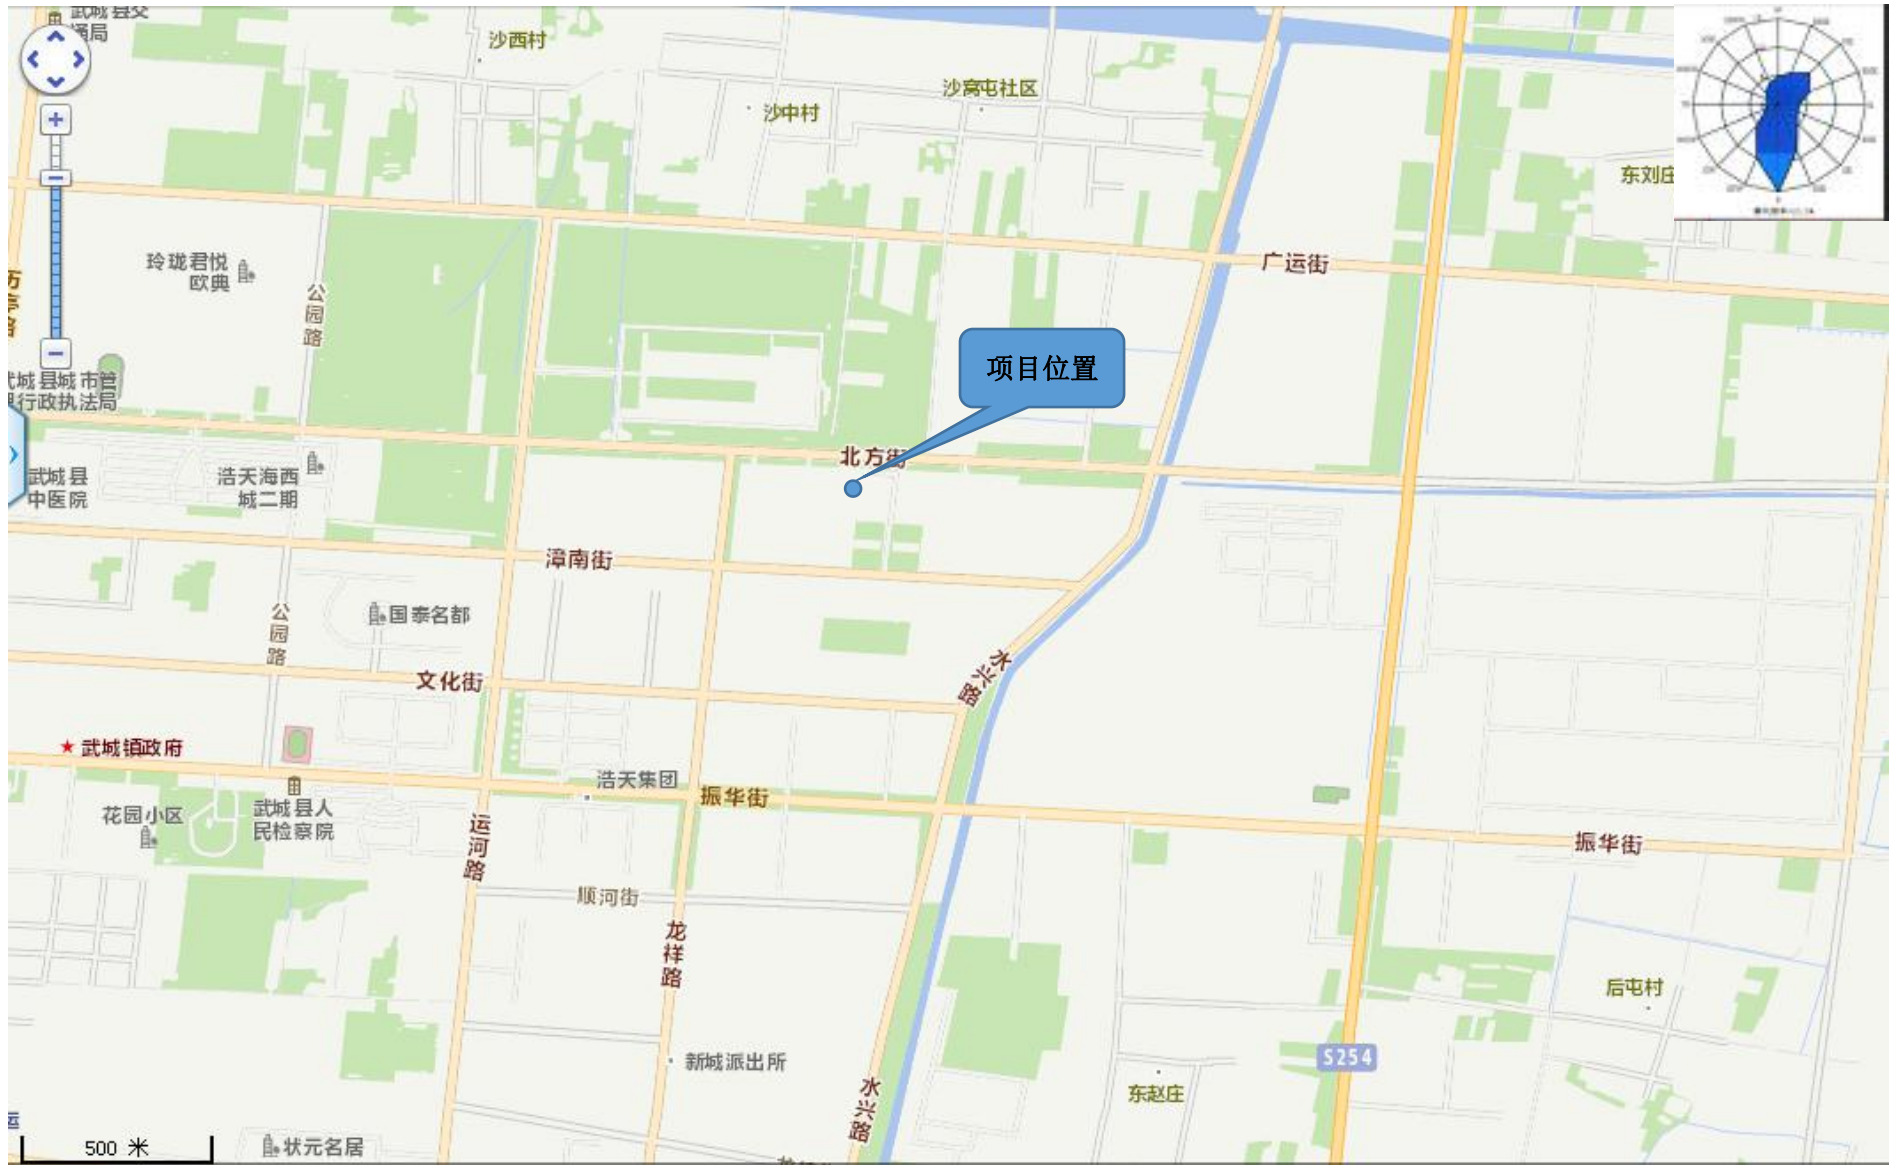 武城县交
通局
沙西村
沙窝屯社区
沙中村
东刘庄
广运街
玲珑君悦
欧典
公园路
历亭路
项目位置
武城县城市管
理行政执法局
北方街
武城县
中医院
浩天海西
城二期
漳南街
国泰名都
公园路
文化街
水兴路
武城镇政府
浩天集团
振华街
花园小区
武城县人
民检察院
运河路
振华街
顺河街
龙祥路
后屯村
新城派出所
S254
水兴路
东赵庄
运
500 米
状元名居